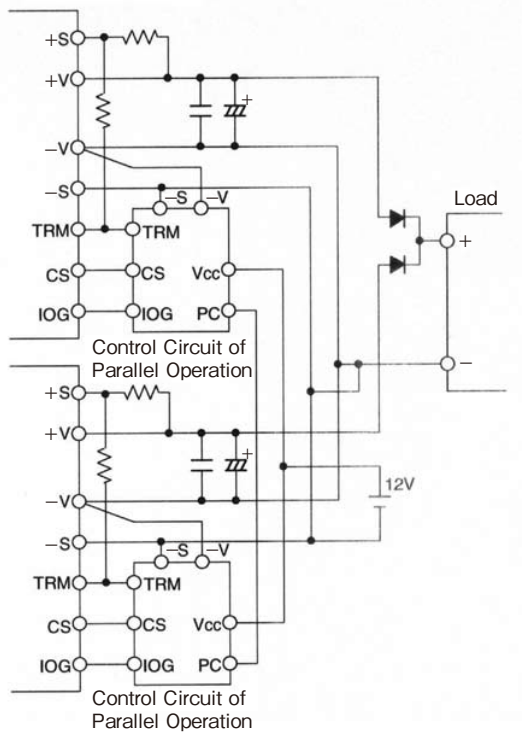 +S
+V
+
−V
−S
−S −V
TRM TRM
CS CS Vcc
IOG IOG PC
Control Circuit of
Parallel Operation
Load
+
−
+S
+V
+
−V
12V
−S
−S −V
TRM TRM
CS CS Vcc
IOG IOG PC
Control Circuit of
Parallel Operation